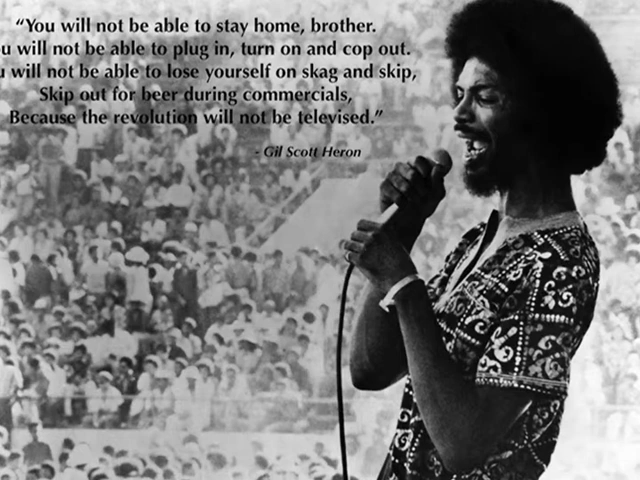 “You will not be able to stay home, brother.
u will not be able to plug in, turn on and cop out.
u will not be able to lose yourself on skag and skip,
Skip out for beer during commercials,
Because the revolution will not be televised.”
- Gil Scott Heron